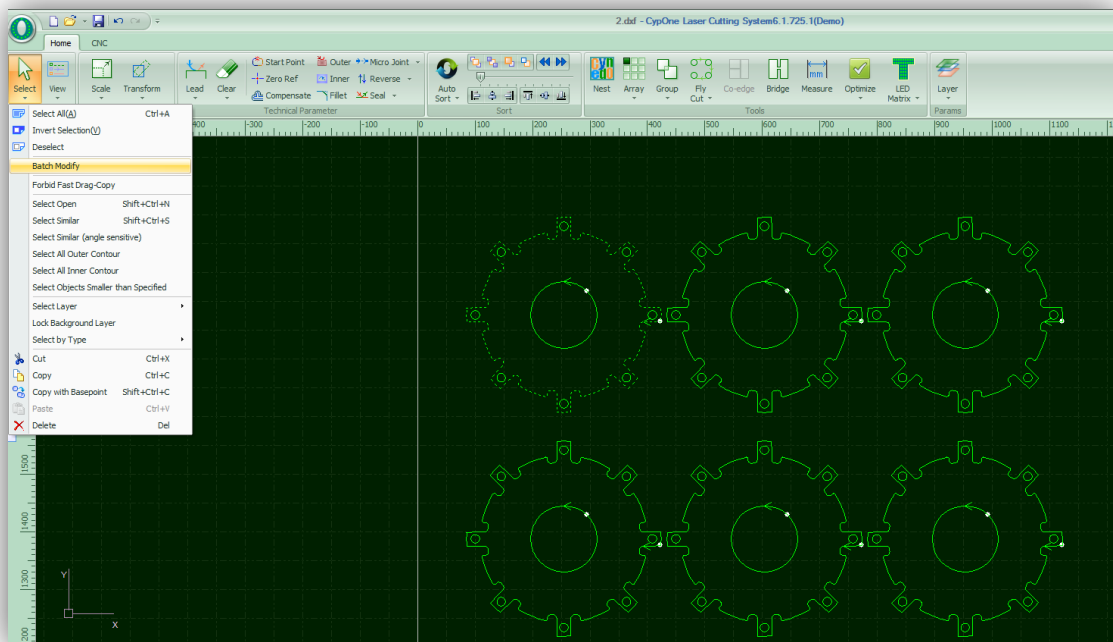 2.dxf - CypOne Laser Cutting System6.1.725.1(Demo)
Home CNC
Select View Scale Transform Lead Clear
Start Point Outer Micro Joint
Zero Ref Inner Reverse
Compensate Fillet Seal
Auto Sort
Nest Array Group Fly Cut Co-edge Bridge Measure Optimize LED Matrix Layer
Technical Parameter Sort Tools Params
Select All(A) Ctrl+A
Invert Selection(V)
Deselect
Batch Modify
Forbid Fast Drag-Copy
Select Open Shift+Ctrl+N
Select Similar Shift+Ctrl+S
Select Similar (angle sensitive)
Select All Outer Contour
Select All Inner Contour
Select Objects Smaller than Specified
Select Layer
Lock Background Layer
Select by Type
Cut Ctrl+X
Copy Ctrl+C
Copy with Basepoint Shift+Ctrl+C
Paste Ctrl+V
Delete Del
-300 -200 -100 0 100 200 300 400 500 600 700 800 900 1000 1100
1500
1400
1300
Y
X